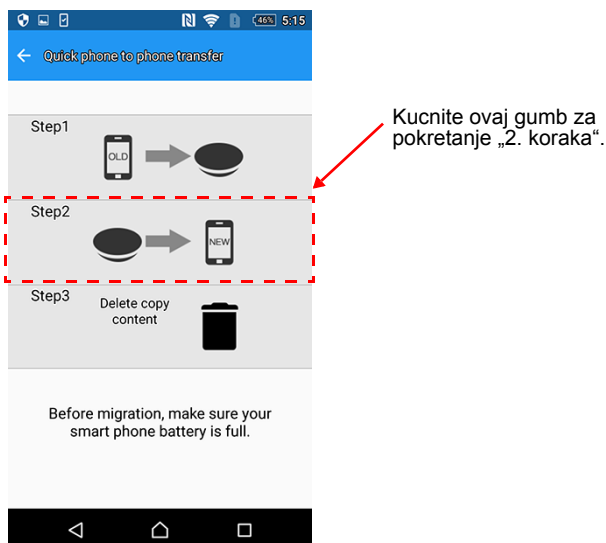 46% 5:15
Quick phone to phone transfer
Step1
OLD
Kucnite ovaj gumb za
pokretanje „2. koraka“.
Step2
NEW
Step3
Delete copy
content
Before migration, make sure your
smart phone battery is full.